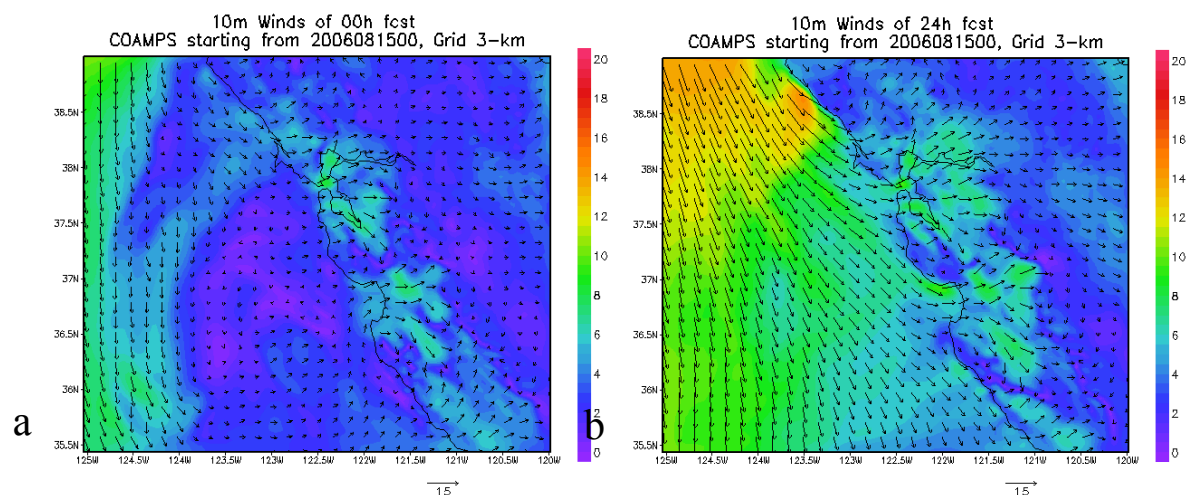 10m Winds of 00h fcst
COAMPS starting from 2006081500, Grid 3-km
38.5N
38N
37.5N
37N
36.5N
36N
35.5N
125W 124.5W 124W 123.5W 123W 122.5W 122W 121.5W 121W 120.5W 120W
20
18
16
14
12
10
8
6
4
2
0
15
a
10m Winds of 24h fcst
COAMPS starting from 2006081500, Grid 3-km
38.5N
38N
37.5N
37N
36.5N
36N
35.5N
125W 124.5W 124W 123.5W 123W 122.5W 122W 121.5W 121W 120.5W 120W
20
18
16
14
12
10
8
6
4
2
0
15
b